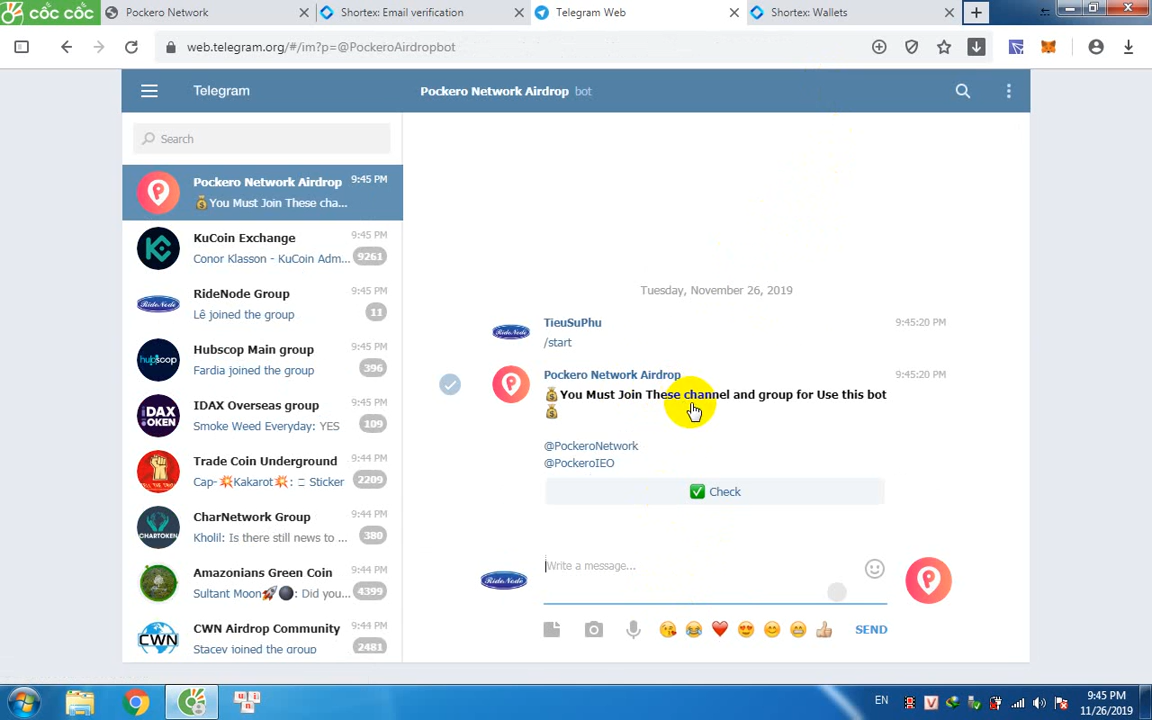 cốc cốc
Pockero Network
Shortex: Email verification
Telegram Web
Shortex: Wallets
web.telegram.org/#/im?p=@PockeroAirdropbot
Telegram
Pockero Network Airdrop bot
Search
Pockero Network Airdrop 9:45 PM
💰You Must Join These cha...
KuCoin Exchange 9:45 PM
Conor Klasson - KuCoin Adm... 9261
RideNode Group 9:45 PM
Lê joined the group 11
Hubscop Main group 9:45 PM
Fardia joined the group 396
IDAX Overseas group 9:45 PM
Smoke Weed Everyday: YES 109
Trade Coin Underground 9:44 PM
Cap-💥Kakarot💥: Sticker 2209
CharNetwork Group 9:44 PM
Kholil: Is there still news to ... 380
Amazonians Green Coin 9:44 PM
Sultant Moon🚀🌑: Did you... 4399
CWN Airdrop Community 9:44 PM
Stacey joined the group 2481
Tuesday, November 26, 2019
TieuSuPhu 9:45:20 PM
/start
Pockero Network Airdrop 9:45:20 PM
💰You Must Join These channel and group for Use this bot
💰
@PockeroNetwork
@PockeroIEO
✅ Check
Write a message...
SEND
EN
9:45 PM
11/26/2019